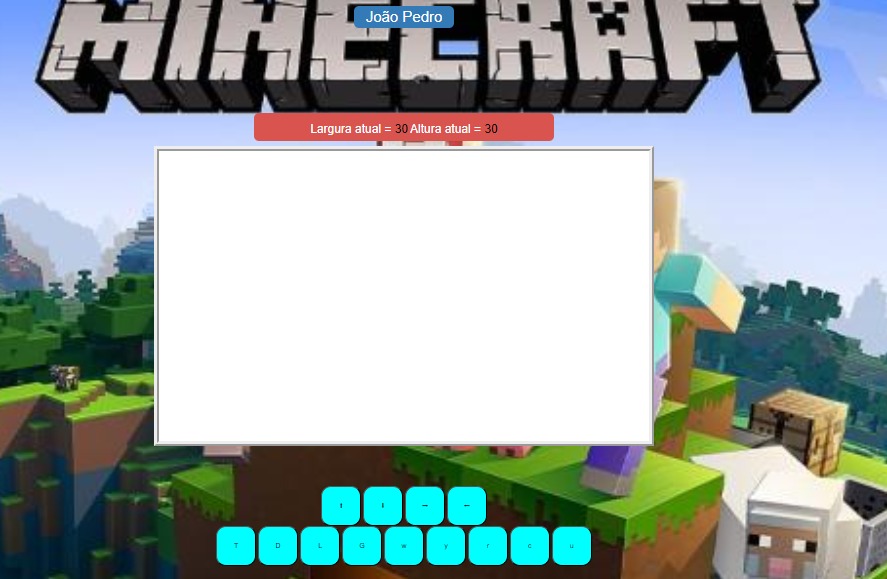 MINECRAFT
João Pedro
Largura atual = 30 Altura atual = 30
T D L G w y r c u